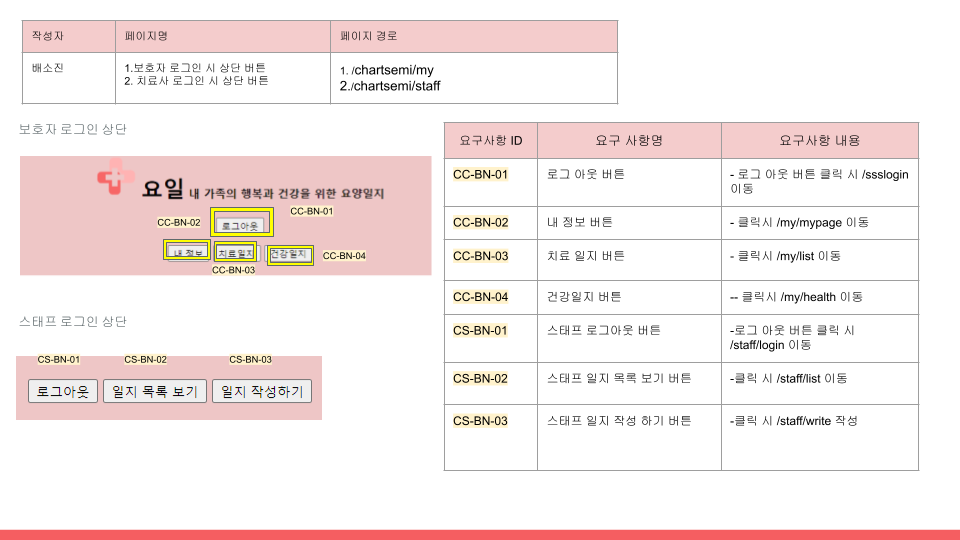 작성자 페이지명 페이지 경로
배소진 1.보호자 로그인 시 상단 버튼 1. /chartsemi/my
2. 치료사 로그인 시 상단 버튼 2./chartsemi/staff
보호자 로그인 상단
요일 내 가족의 행복과 건강을 위한 요양일지
CC-BN-01
CC-BN-02
로그아웃
내 정보 치료일지 건강일지
CC-BN-04
CC-BN-03
스태프 로그인 상단
CS-BN-01 CS-BN-02 CS-BN-03
로그아웃 일지 목록 보기 일지 작성하기
요구사항 ID 요구 사항명 요구사항 내용
CC-BN-01 로그 아웃 버튼 - 로그 아웃 버튼 클릭 시 /ssslogin
이동
CC-BN-02 내 정보 버튼 - 클릭시 /my/mypage 이동
CC-BN-03 치료 일지 버튼 - 클릭시 /my/list 이동
CC-BN-04 건강일지 버튼 -- 클릭시 /my/health 이동
CS-BN-01 스태프 로그아웃 버튼 -로그 아웃 버튼 클릭 시
/staff/login 이동
CS-BN-02 스태프 일지 목록 보기 버튼 -클릭 시 /staff/list 이동
CS-BN-03 스태프 일지 작성 하기 버튼 -클릭 시 /staff/write 작성